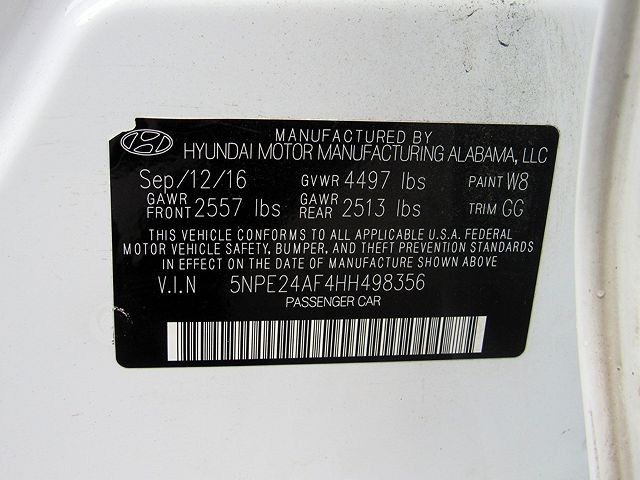 MANUFACTURED BY
HYUNDAI MOTOR MANUFACTURING ALABAMA, LLC
Sep/12/16 GVWR 4497 lbs PAINT W8
GAWR FRONT 2557 lbs GAWR REAR 2513 lbs TRIM GG
THIS VEHICLE CONFORMS TO ALL APPLICABLE U.S.A. FEDERAL
MOTOR VEHICLE SAFETY, BUMPER, AND THEFT PREVENTION STANDARDS
IN EFFECT ON THE DATE OF MANUFACTURE SHOWN ABOVE
V.I.N 5NPE24AF4HH498356
PASSENGER CAR